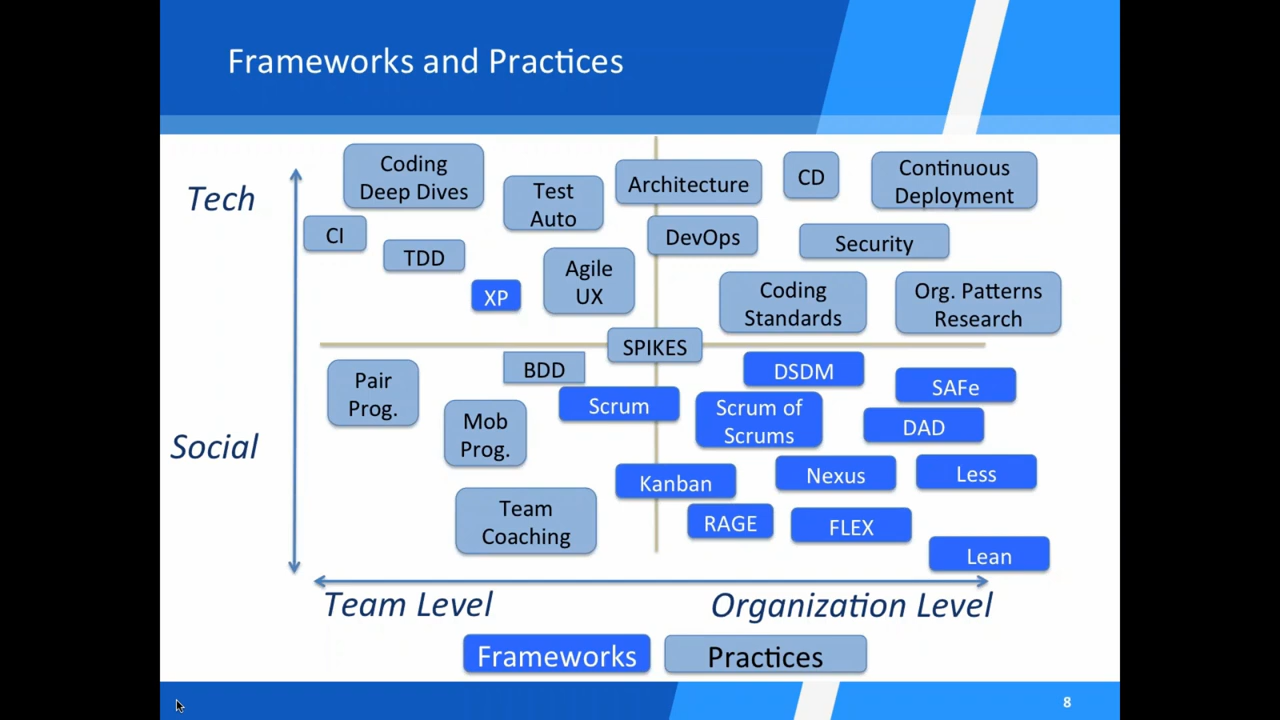 Frameworks and Practices
Tech
Coding
Deep Dives
Test
Auto
Architecture
CD
Continuous
Deployment
CI
TDD
XP
Agile
UX
DevOps
Security
Coding
Standards
Org. Patterns
Research
SPIKES
Social
Pair
Prog.
BDD
Mob
Prog.
Scrum
Team
Coaching
DSDM
SAFe
Scrum of
Scrums
DAD
Kanban
Nexus
Less
RAGE
FLEX
Lean
Team Level
Organization Level
Frameworks
Practices
8